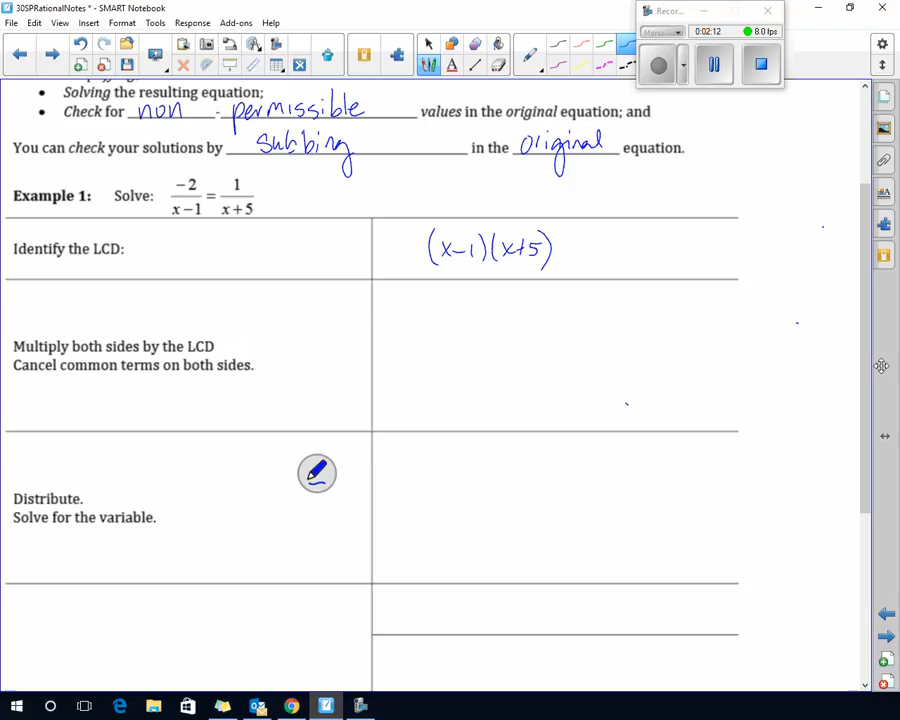 30SPRationalNotes * - SMART Notebook
Recor...
File Edit View Insert Format Tools Response Add-ons Help
Menu 0:02:12 8.0 fps
• Solving the resulting equation;
• Check for non - permissible values in the original equation; and
You can check your solutions by subbing in the original equation.
Example 1: Solve: -2/(x-1) = 1/(x+5)
Identify the LCD: (x-1)(x+5)
Multiply both sides by the LCD
Cancel common terms on both sides.
Distribute.
Solve for the variable.